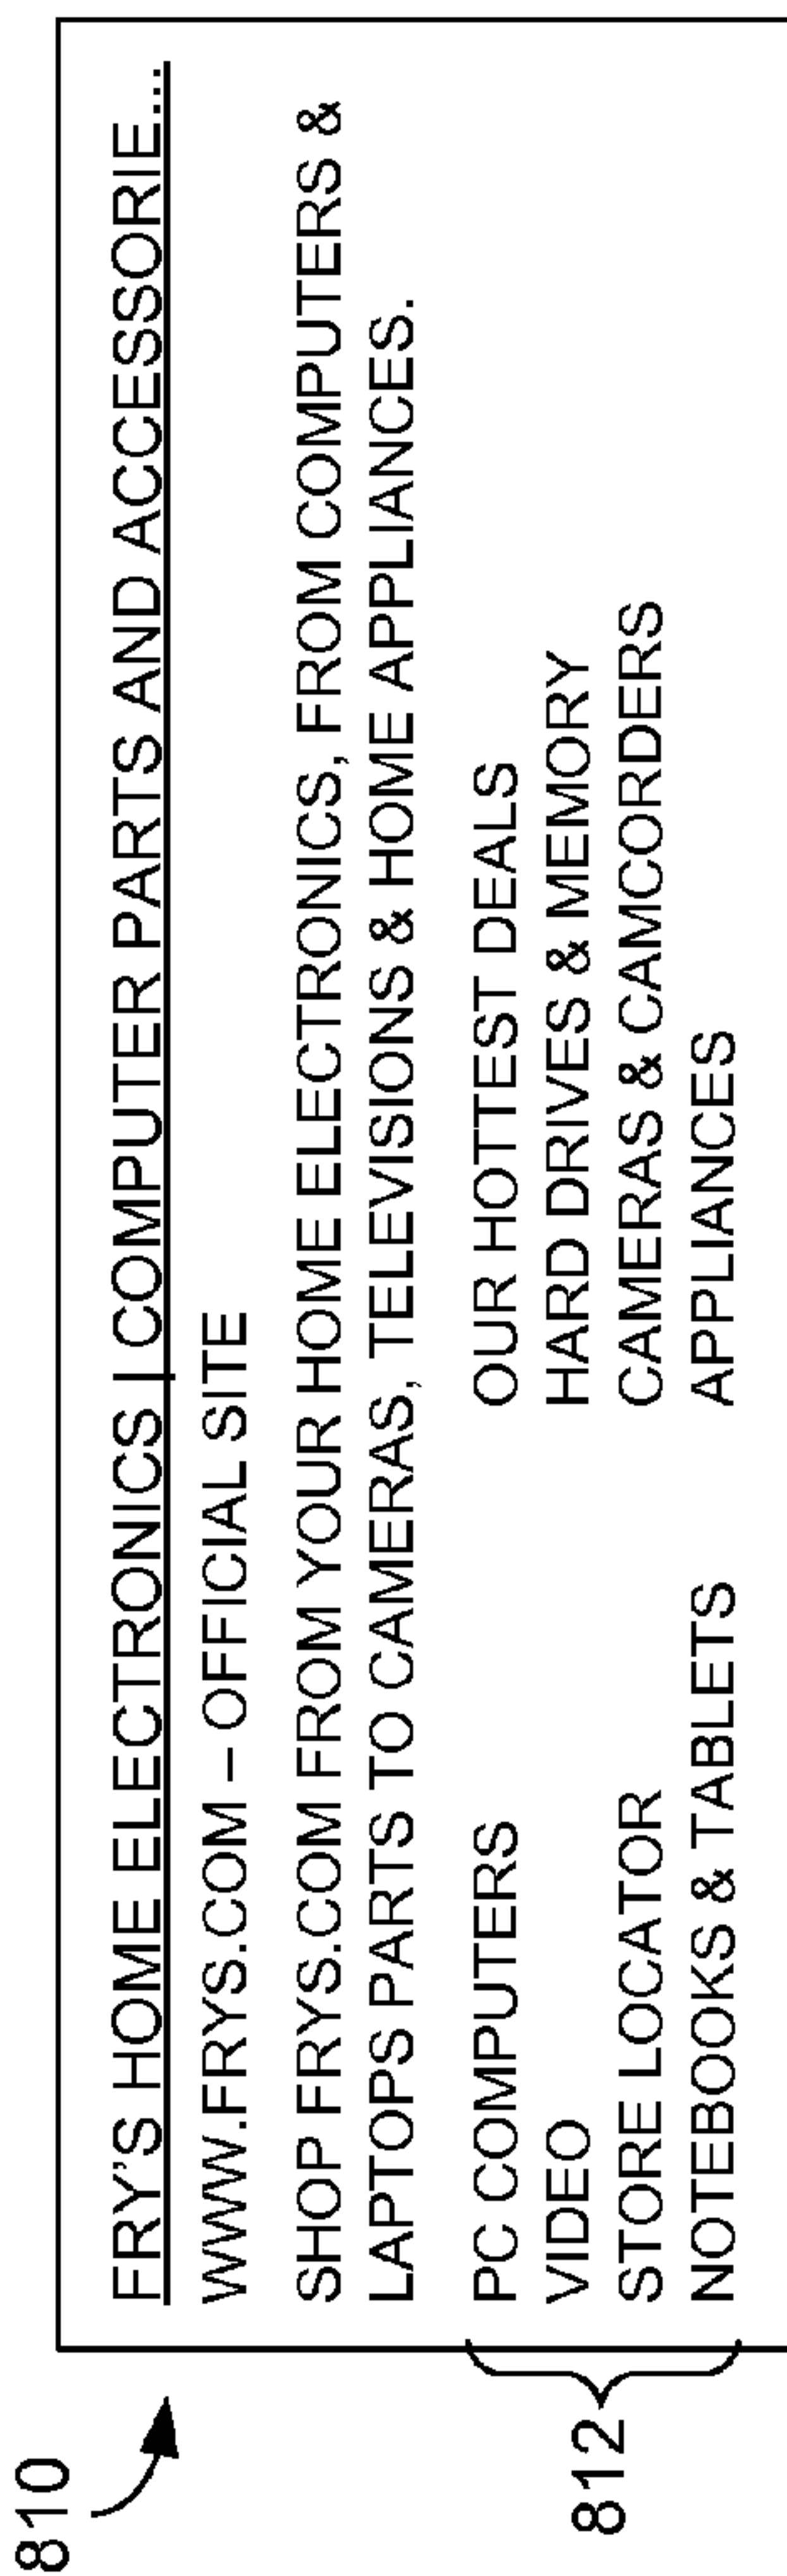 810
FRY'S HOME ELECTRONICS | COMPUTER PARTS AND ACCESSORIE...
WWW.FRYS.COM – OFFICIAL SITE
SHOP FRYS.COM FROM YOUR HOME ELECTRONICS, FROM COMPUTERS &
LAPTOPS PARTS TO CAMERAS, TELEVISIONS & HOME APPLIANCES.
812
PC COMPUTERS OUR HOTTEST DEALS
VIDEO HARD DRIVES & MEMORY
STORE LOCATOR CAMERAS & CAMCORDERS
NOTEBOOKS & TABLETS APPLIANCES